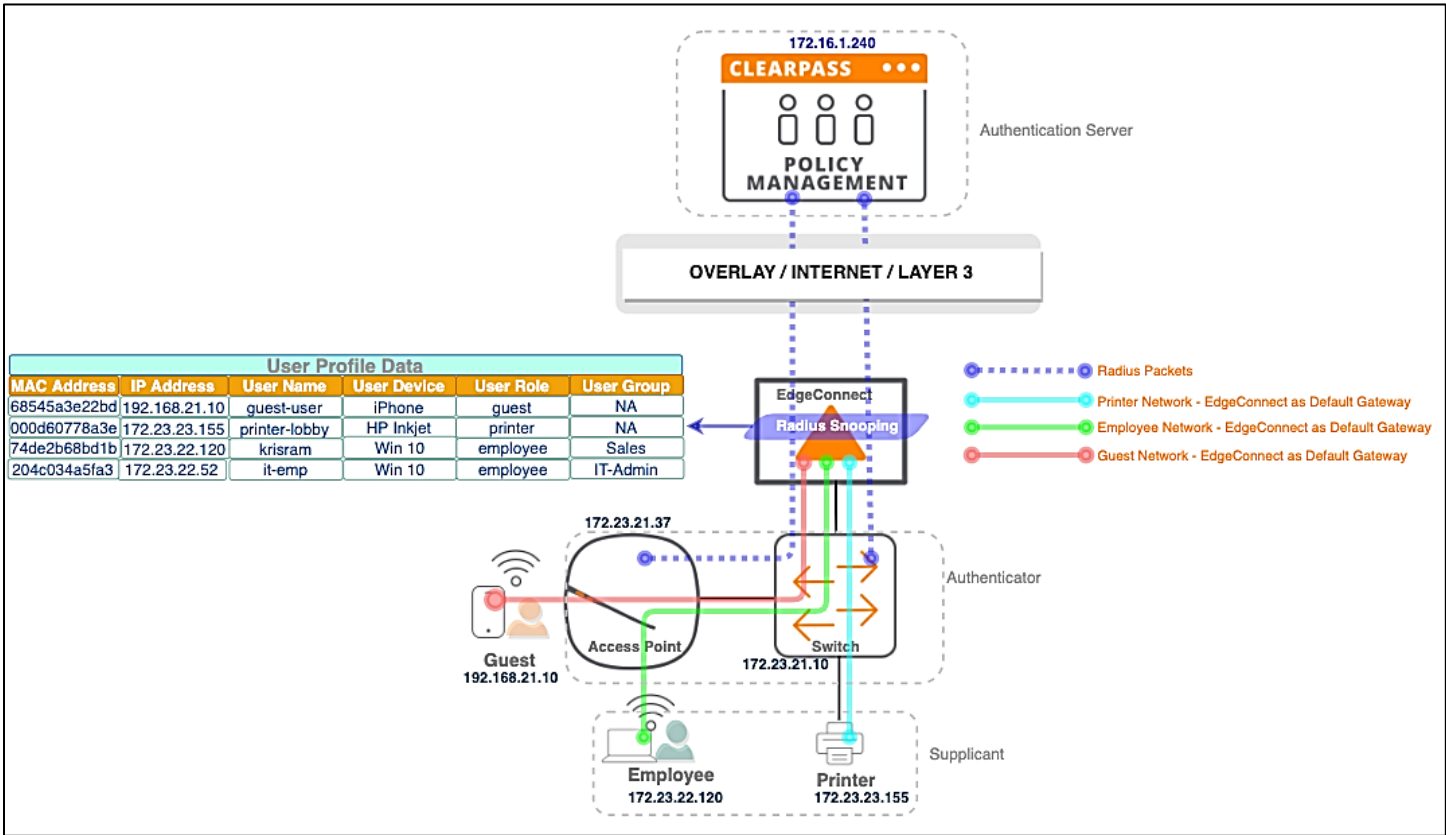 172.16.1.240
CLEARPASS
POLICY
MANAGEMENT
Authentication Server
OVERLAY / INTERNET / LAYER 3
User Profile Data
MAC Address IP Address User Name User Device User Role User Group
68545a3e22bd 192.168.21.10 guest-user iPhone guest NA
000d60778a3e 172.23.23.155 printer-lobby HP Inkjet printer NA
74de2b68bd1b 172.23.22.120 krisram Win 10 employee Sales
204c034a5fa3 172.23.22.52 it-emp Win 10 employee IT-Admin
EdgeConnect
Radius Snooping
Radius Packets
Printer Network - EdgeConnect as Default Gateway
Employee Network - EdgeConnect as Default Gateway
Guest Network - EdgeConnect as Default Gateway
172.23.21.37
Authenticator
Access Point
Switch
172.23.21.10
Guest
192.168.21.10
Supplicant
Employee
172.23.22.120
Printer
172.23.23.155